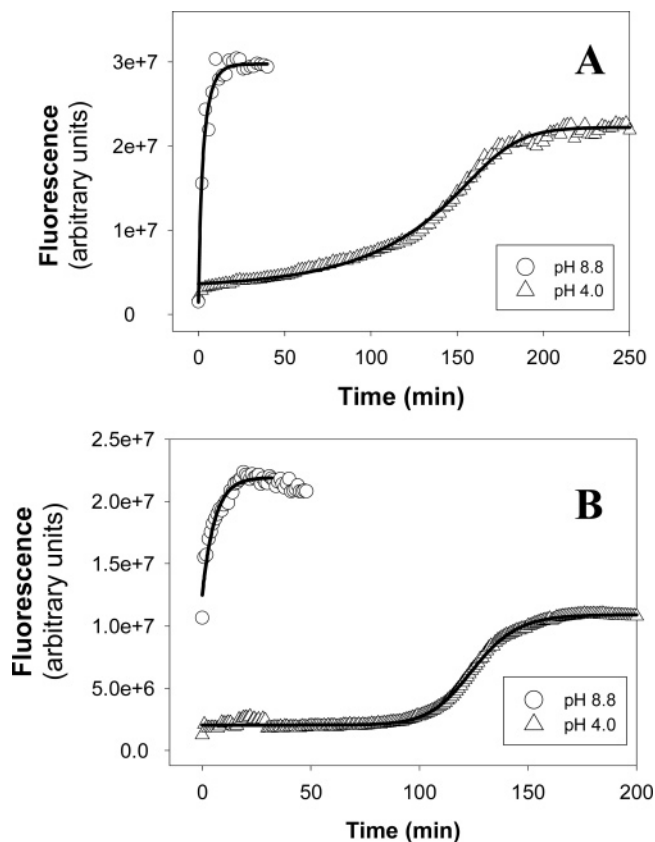 A
Fluorescence
(arbitrary units)
3e+7
2e+7
1e+7
0
pH 8.8
pH 4.0
0 50 100 150 200 250
Time (min)
B
Fluorescence
(arbitrary units)
2.5e+7
2.0e+7
1.5e+7
1.0e+7
5.0e+6
0.0
pH 8.8
pH 4.0
0 50 100 150 200
Time (min)